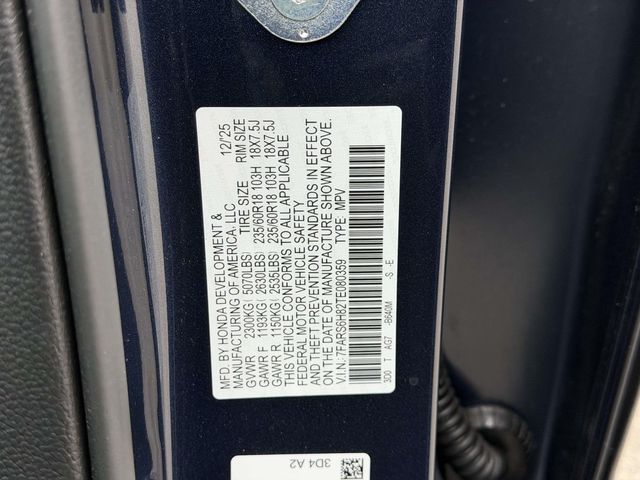 MFD. BY HONDA DEVELOPMENT &
MANUFACTURING OF AMERICA, LLC 12/25
GVWR 2300KG( 5070LBS) TIRE SIZE RIM SIZE
GAWR F 1193KG( 2630LBS) 235/60R18 103H 18X7.5J
GAWR R 1150KG( 2535LBS) 235/60R18 103H 18X7.5J
THIS VEHICLE CONFORMS TO ALL APPLICABLE
FEDERAL MOTOR VEHICLE SAFETY
AND THEFT PREVENTION STANDARDS IN EFFECT
ON THE DATE OF MANUFACTURE SHOWN ABOVE.
V.I.N.: 7FARS6H82TE080359 TYPE: MPV
3D0 T AG7 -B640M -S -E
3D4 A2